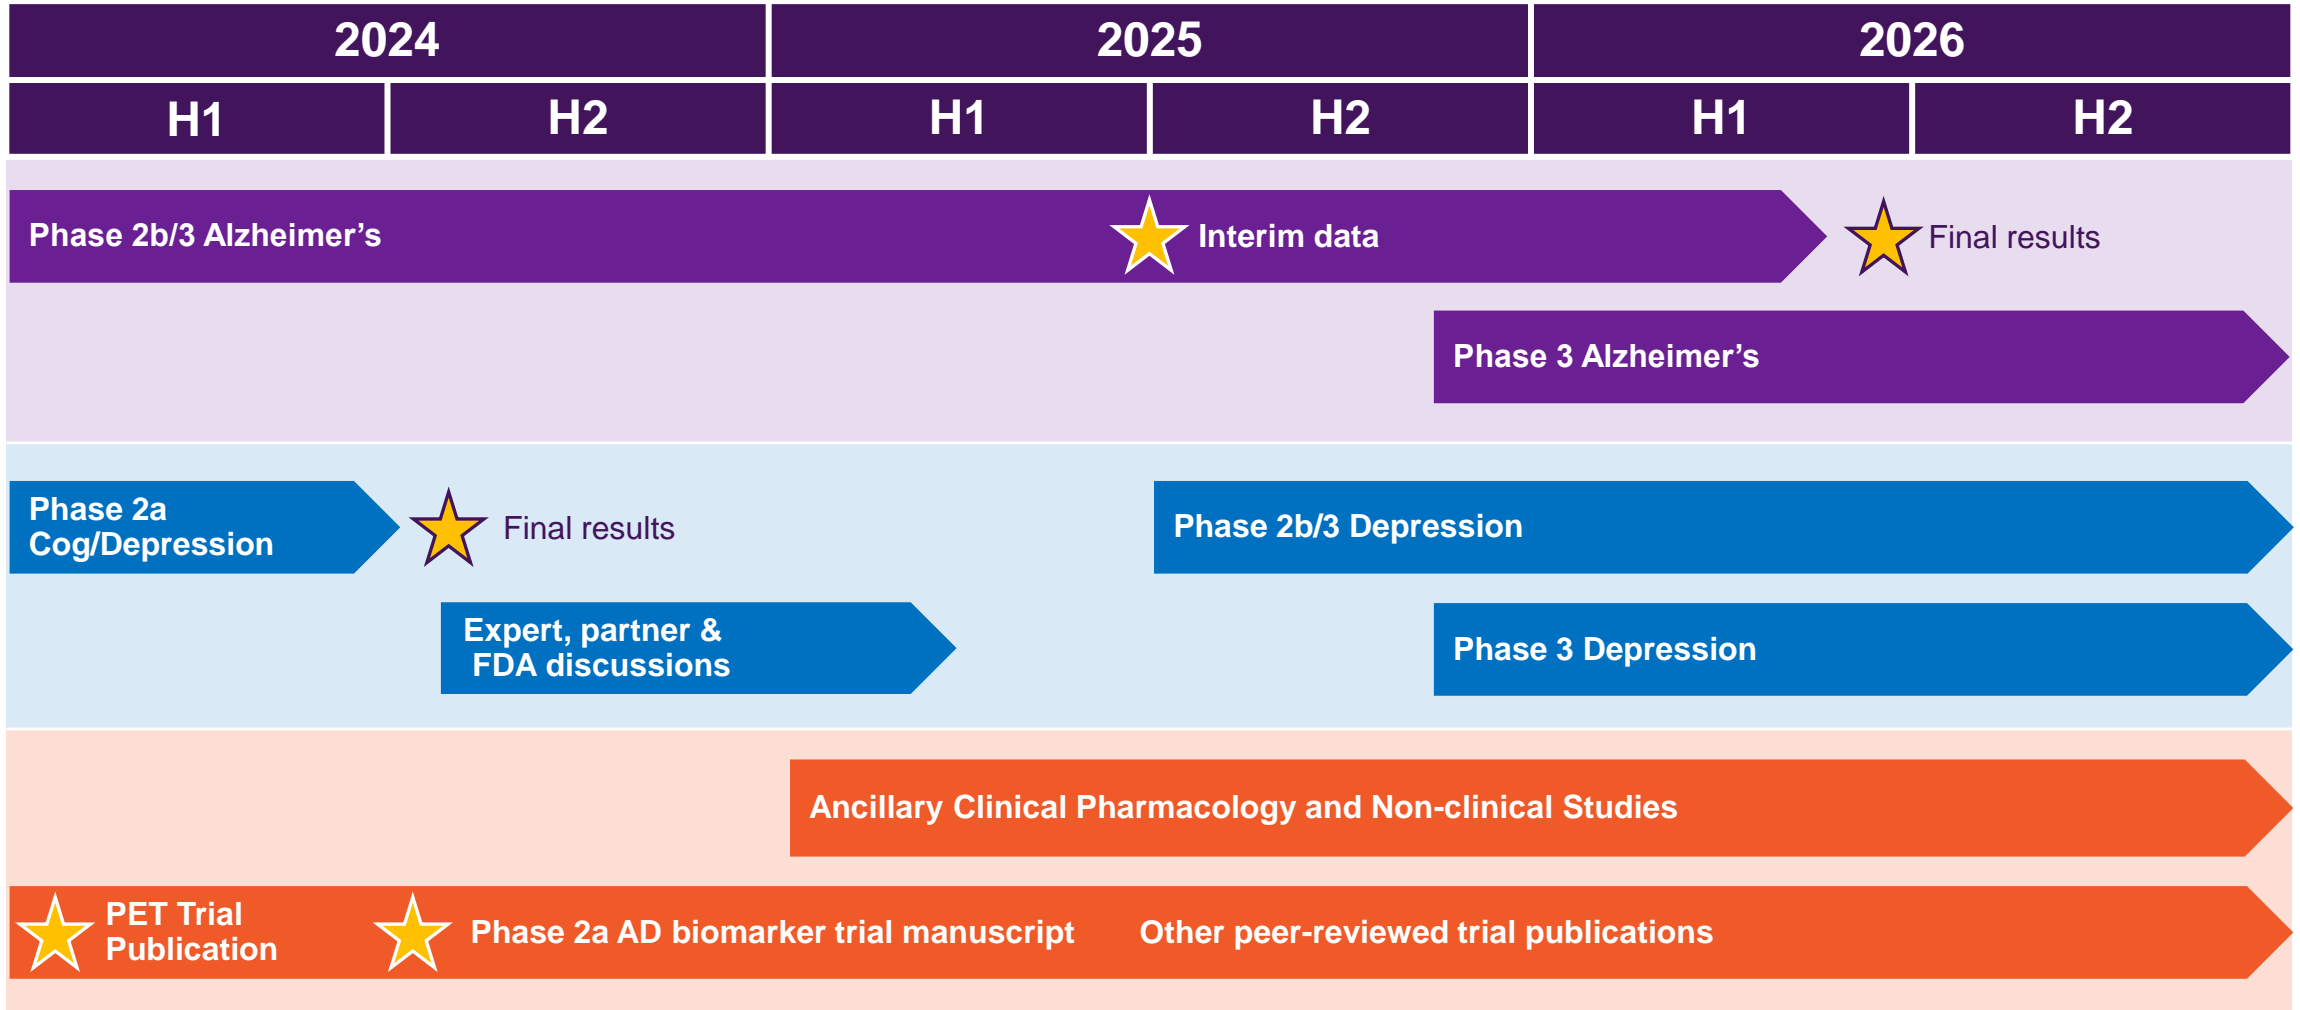 2024
2025
2026
H1
H2
H1
H2
H1
H2
Phase 2b/3 Alzheimer’s
Interim data
Final results
Phase 3 Alzheimer’s
Phase 2a
Cog/Depression
Final results
Phase 2b/3 Depression
Expert, partner &
FDA discussions
Phase 3 Depression
Ancillary Clinical Pharmacology and Non-clinical Studies
PET Trial
Publication
Phase 2a AD biomarker trial manuscript
Other peer-reviewed trial publications